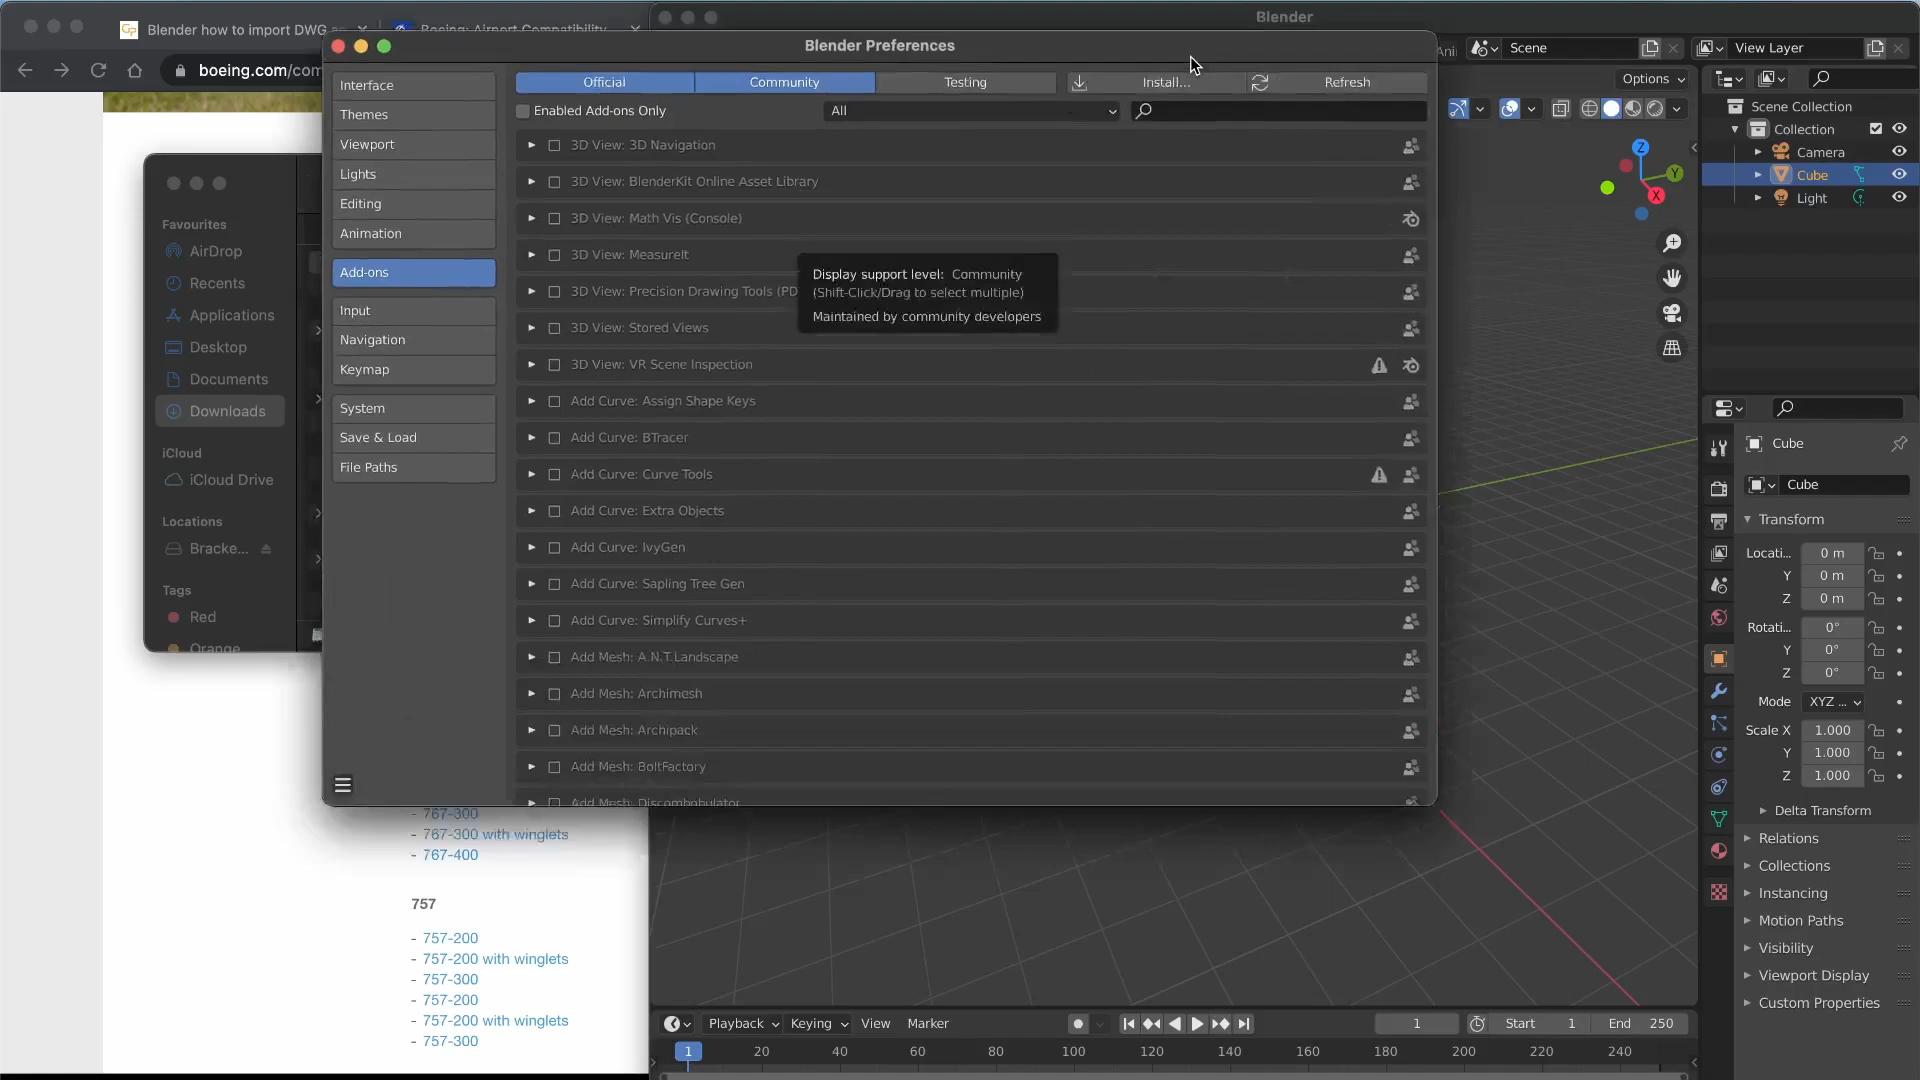 Blender how to import DWG a
Boeing: Airport Compatibility
boeing.com/com
Blender
Ani
Scene
View Layer
Options
Blender Preferences
Interface
Themes
Viewport
Lights
Editing
Animation
Add-ons
Input
Navigation
Keymap
System
Save & Load
File Paths
Official
Community
Testing
Install...
Refresh
Enabled Add-ons Only
All
3D View: 3D Navigation
3D View: BlenderKit Online Asset Library
3D View: Math Vis (Console)
3D View: MeasureIt
3D View: Precision Drawing Tools (PD
3D View: Stored Views
3D View: VR Scene Inspection
Add Curve: Assign Shape Keys
Add Curve: BTracer
Add Curve: Curve Tools
Add Curve: Extra Objects
Add Curve: IvyGen
Add Curve: Sapling Tree Gen
Add Curve: Simplify Curves+
Add Mesh: A.N.T.Landscape
Add Mesh: Archimesh
Add Mesh: Archipack
Add Mesh: BoltFactory
Add Mesh: Discombobulator
Display support level: Community
(Shift-Click/Drag to select multiple)
Maintained by community developers
Favourites
AirDrop
Recents
Applications
Desktop
Documents
Downloads
iCloud
iCloud Drive
Locations
Bracke...
Tags
Red
Orange
- 767-300
- 767-300 with winglets
- 767-400
757
- 757-200
- 757-200 with winglets
- 757-300
- 757-200
- 757-200 with winglets
- 757-300
Z
Y
X
Scene Collection
Collection
Camera
Cube
Light
Cube
Cube
Transform
Locati... 0 m
Y 0 m
Z 0 m
Rotati... 0°
Y 0°
Z 0°
Mode XYZ ...
Scale X 1.000
Y 1.000
Z 1.000
Delta Transform
Relations
Collections
Instancing
Motion Paths
Visibility
Viewport Display
Custom Properties
Playback
Keying
View
Marker
1
Start 1
End 250
1 20 40 60 80 100 120 140 160 180 200 220 240